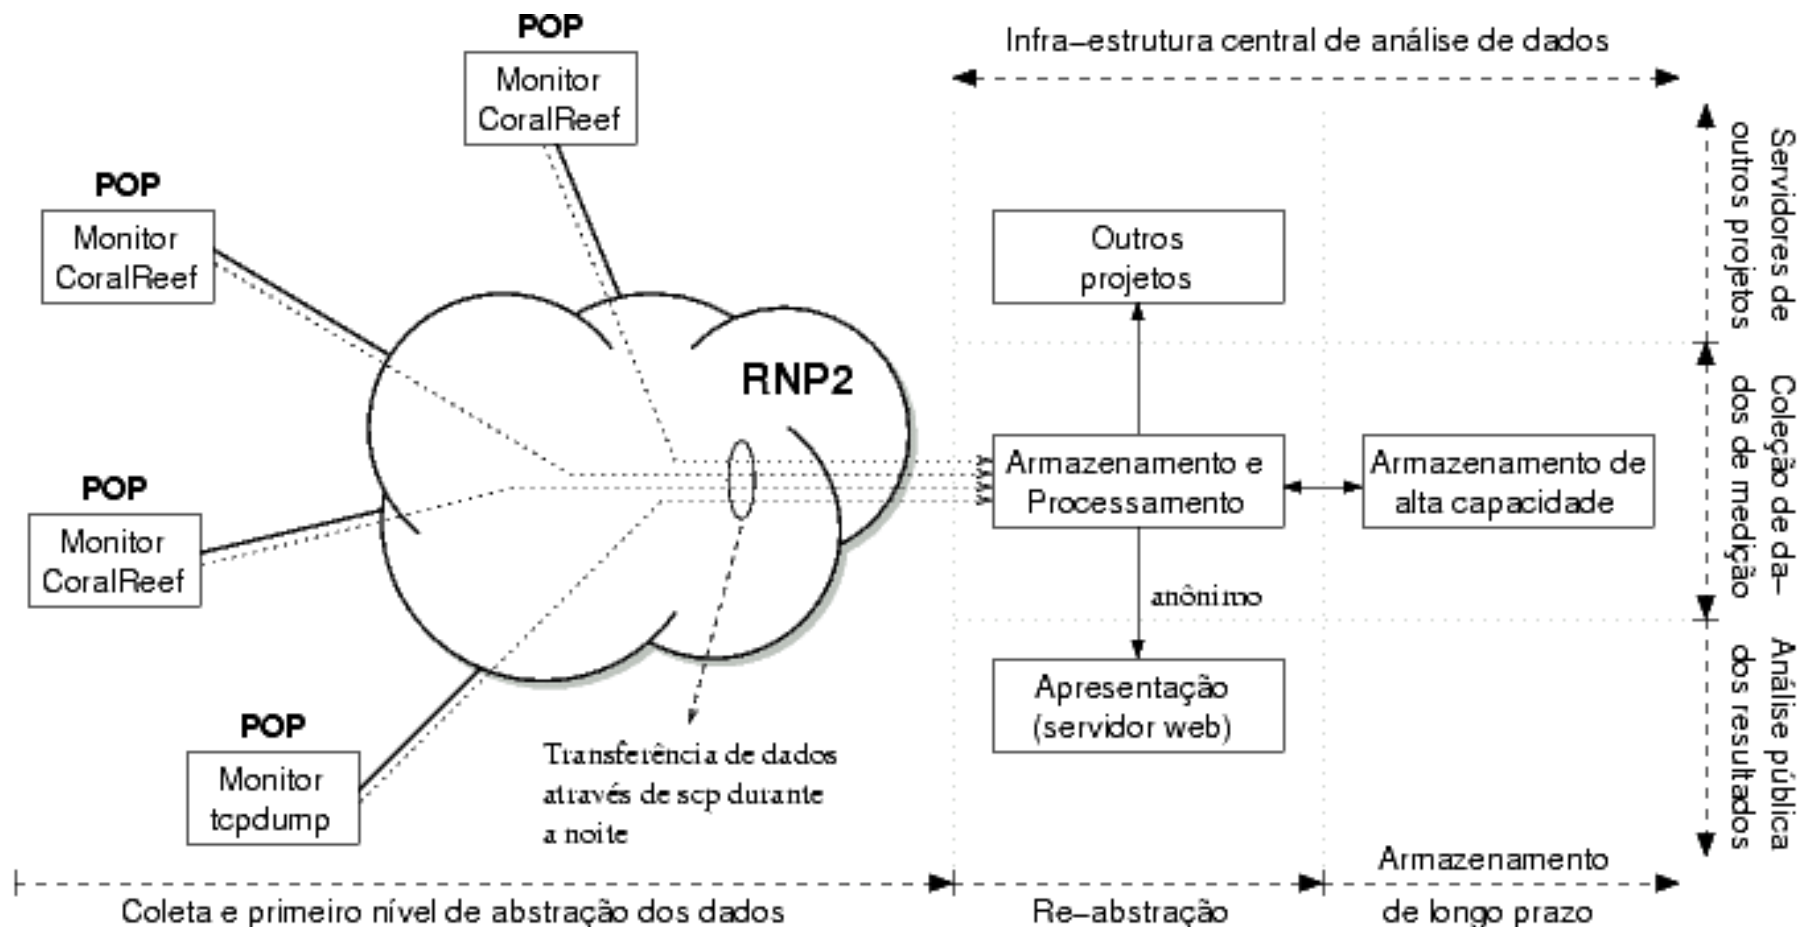 POP
Monitor
CoralReef
POP
Monitor
CoralReef
POP
Monitor
CoralReef
POP
Monitor
tcpdump
RNP2
Transferência de dados
através de scp durante
a noite
Infra–estrutura central de análise de dados
Outros
projetos
Armazenamento e
Processamento
Armazenamento de
alta capacidade
anônimo
Apresentação
(servidor web)
Servidores de
outros projetos
Coleção de da–
dos de medição
Análise pública
dos resultados
Coleta e primeiro nível de abstração dos dados
Re–abstração
Armazenamento
de longo prazo